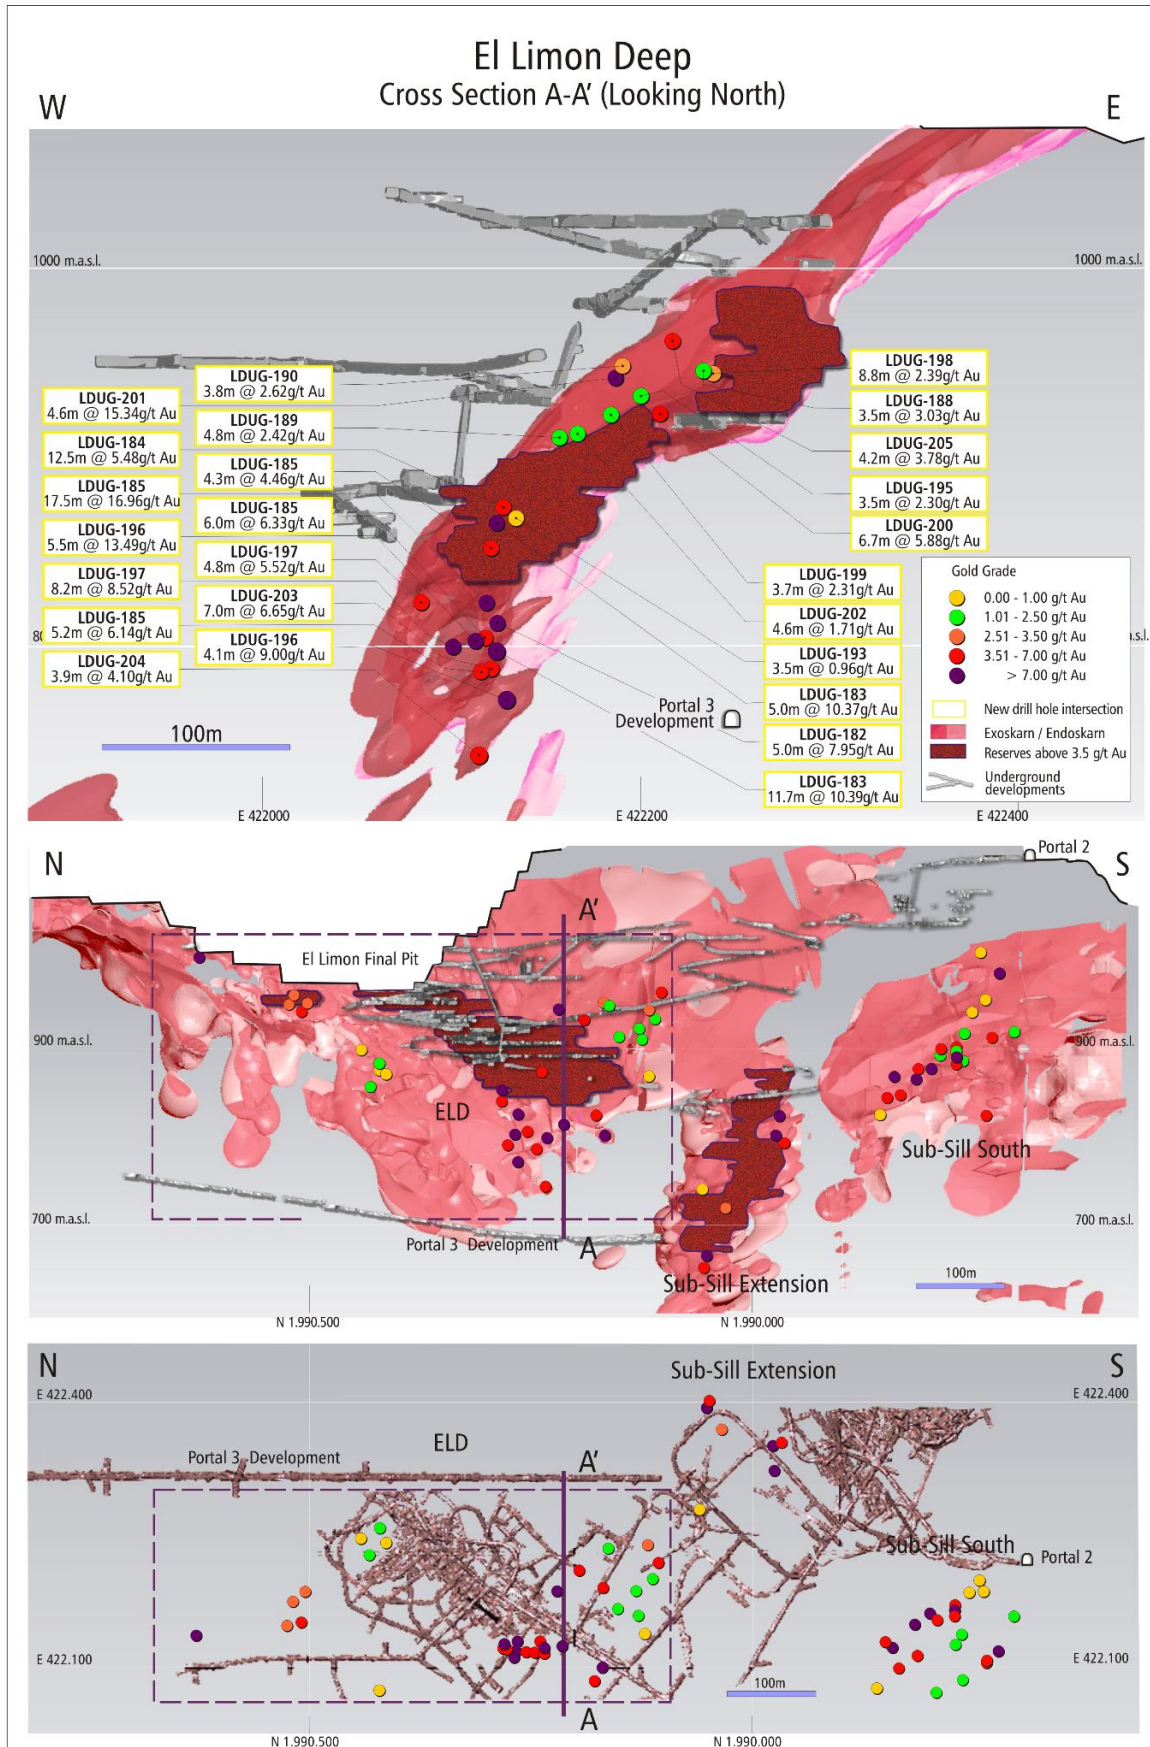 El Limon Deep
Cross Section A-A' (Looking North)
W
E
1000 m.a.s.l.
1000 m.a.s.l.
LDUG-190
3.8m @ 2.62g/t Au
LDUG-201
4.6m @ 15.34g/t Au
LDUG-189
4.8m @ 2.42g/t Au
LDUG-184
12.5m @ 5.48g/t Au
LDUG-185
4.3m @ 4.46g/t Au
LDUG-185
17.5m @ 16.96g/t Au
LDUG-185
6.0m @ 6.33g/t Au
LDUG-196
5.5m @ 13.49g/t Au
LDUG-197
4.8m @ 5.52g/t Au
LDUG-197
8.2m @ 8.52g/t Au
LDUG-203
7.0m @ 6.65g/t Au
LDUG-185
5.2m @ 6.14g/t Au
LDUG-196
4.1m @ 9.00g/t Au
LDUG-204
3.9m @ 4.10g/t Au
LDUG-198
8.8m @ 2.39g/t Au
LDUG-188
3.5m @ 3.03g/t Au
LDUG-205
4.2m @ 3.78g/t Au
LDUG-195
3.5m @ 2.30g/t Au
LDUG-200
6.7m @ 5.88g/t Au
LDUG-199
3.7m @ 2.31g/t Au
LDUG-202
4.6m @ 1.71g/t Au
LDUG-193
3.5m @ 0.96g/t Au
LDUG-183
5.0m @ 10.37g/t Au
LDUG-182
5.0m @ 7.95g/t Au
LDUG-183
11.7m @ 10.39g/t Au
Gold Grade
0.00 - 1.00 g/t Au
1.01 - 2.50 g/t Au
2.51 - 3.50 g/t Au
3.51 - 7.00 g/t Au
> 7.00 g/t Au
New drill hole intersection
Exoskarn / Endoskarn
Reserves above 3.5 g/t Au
Underground
developments
Portal 3
Development
100m
E 422000
E 422200
E 422400
N
S
Portal 2
A'
El Limon Final Pit
900 m.a.s.l.
900 m.a.s.l.
ELD
Sub-Sill South
700 m.a.s.l.
700 m.a.s.l.
Portal 3 Development
A
Sub-Sill Extension
100m
N 1.990.500
N 1.990.000
N
S
Sub-Sill Extension
E 422.400
E 422.400
ELD
Portal 3 Development
A'
Sub-Sill South
Portal 2
E 422.100
E 422.100
100m
A
N 1.990.500
N 1.990.000